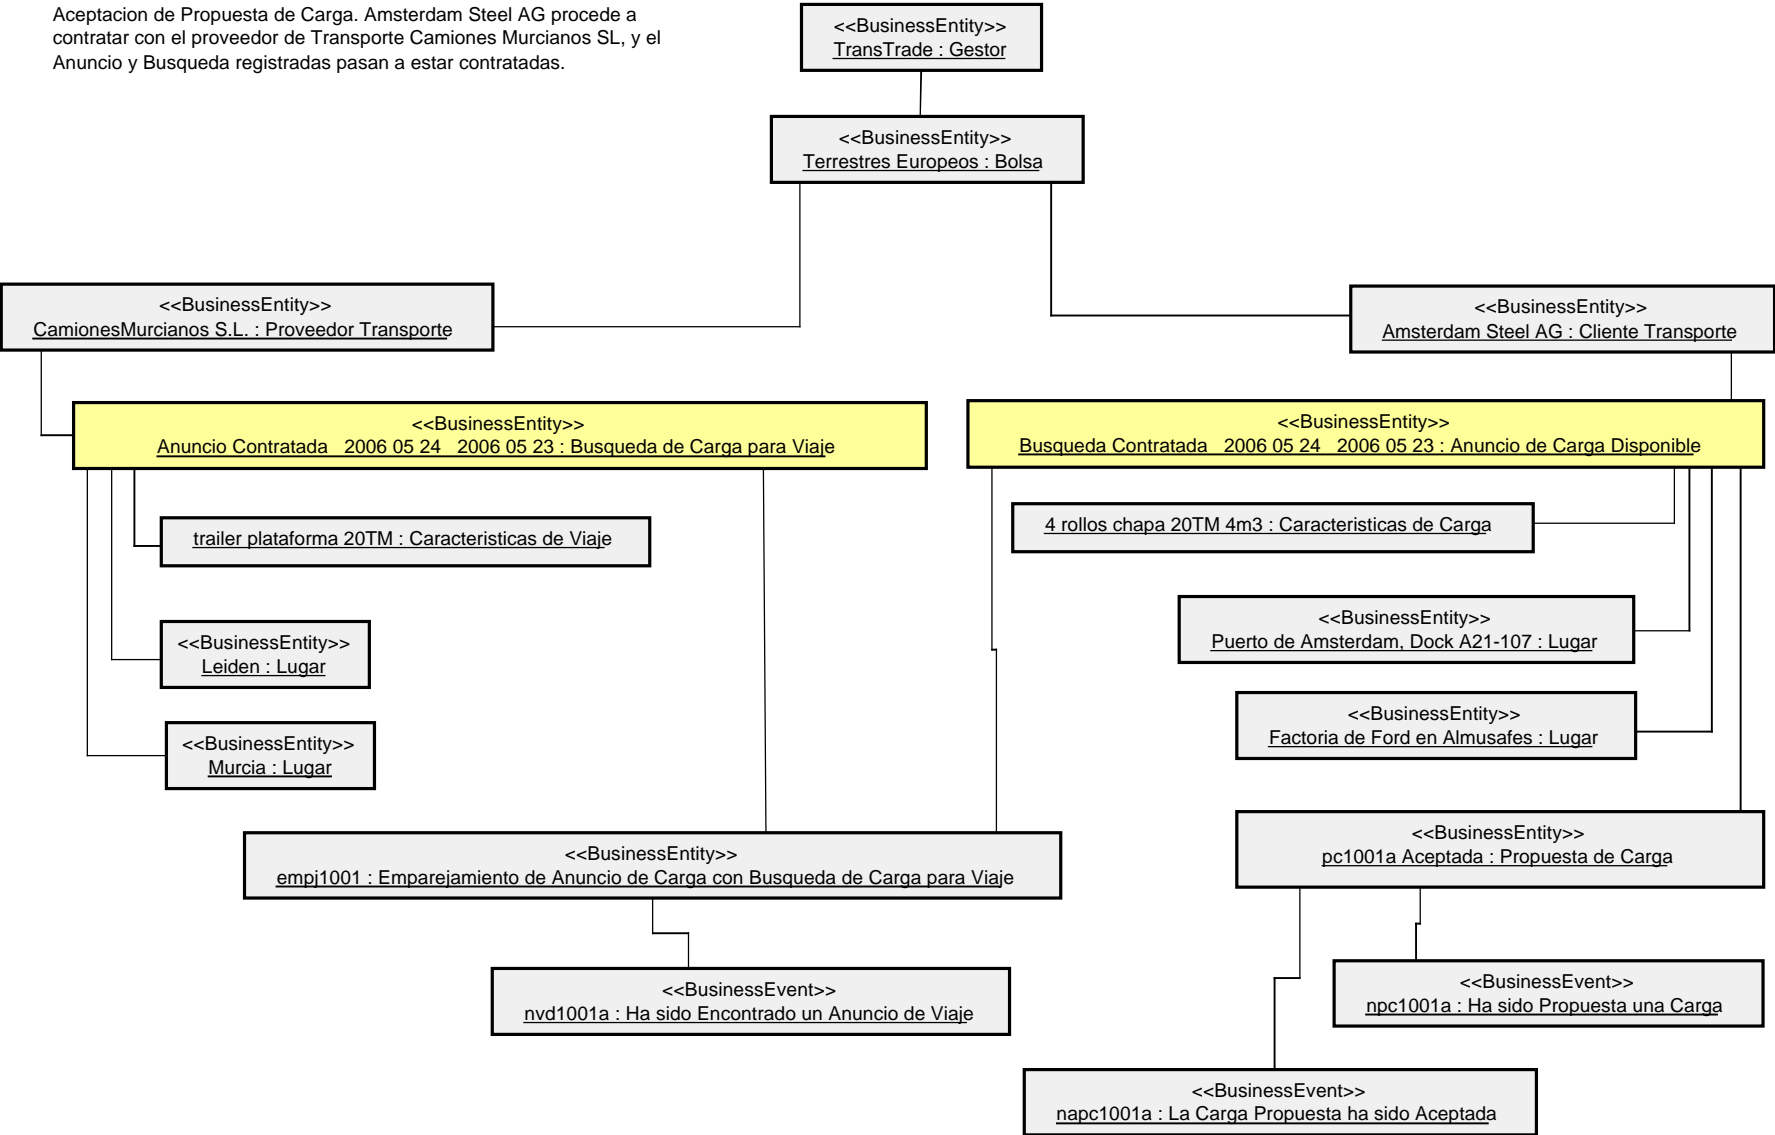 Aceptacion de Propuesta de Carga. Amsterdam Steel AG procede a
contratar con el proveedor de Transporte Camiones Murcianos SL, y el
Anuncio y Busqueda registradas pasan a estar contratadas.
<<BusinessEntity>>
TransTrade : Gestor
<<BusinessEntity>>
Terrestres Europeos : Bolsa
<<BusinessEntity>>
CamionesMurcianos S.L. : Proveedor Transporte
<<BusinessEntity>>
Amsterdam Steel AG : Cliente Transporte
<<BusinessEntity>>
Anuncio Contratada   2006 05 24   2006 05 23 : Busqueda de Carga para Viaje
<<BusinessEntity>>
Busqueda Contratada   2006 05 24   2006 05 23 : Anuncio de Carga Disponible
trailer plataforma 20TM : Caracteristicas de Viaje
4 rollos chapa 20TM 4m3 : Caracteristicas de Carga
<<BusinessEntity>>
Leiden : Lugar
<<BusinessEntity>>
Puerto de Amsterdam, Dock A21-107 : Lugar
<<BusinessEntity>>
Murcia : Lugar
<<BusinessEntity>>
Factoria de Ford en Almusafes : Lugar
<<BusinessEntity>>
empj1001 : Emparejamiento de Anuncio de Carga con Busqueda de Carga para Viaje
<<BusinessEntity>>
pc1001a Aceptada : Propuesta de Carga
<<BusinessEvent>>
nvd1001a : Ha sido Encontrado un Anuncio de Viaje
<<BusinessEvent>>
npc1001a : Ha sido Propuesta una Carga
<<BusinessEvent>>
napc1001a : La Carga Propuesta ha sido Aceptada